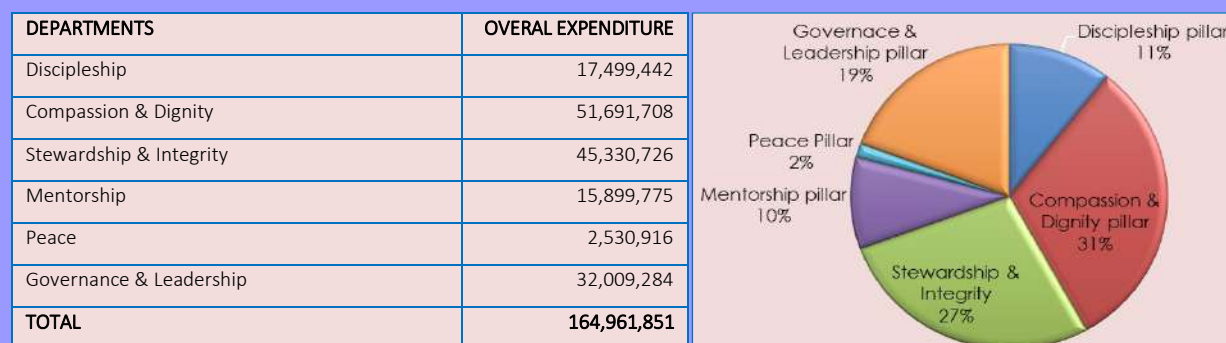 DEPARTMENTS OVERAL EXPENDITURE
Discipleship 17,499,442
Compassion & Dignity 51,691,708
Stewardship & Integrity 45,330,726
Mentorship 15,899,775
Peace 2,530,916
Governance & Leadership 32,009,284
TOTAL 164,961,851
Governace &
Leadership pillar
19%
Discipleship pillar
11%
Peace Pillar
2%
Mentorship pillar
10%
Compassion &
Dignity pillar
31%
Stewardship &
Integrity
27%